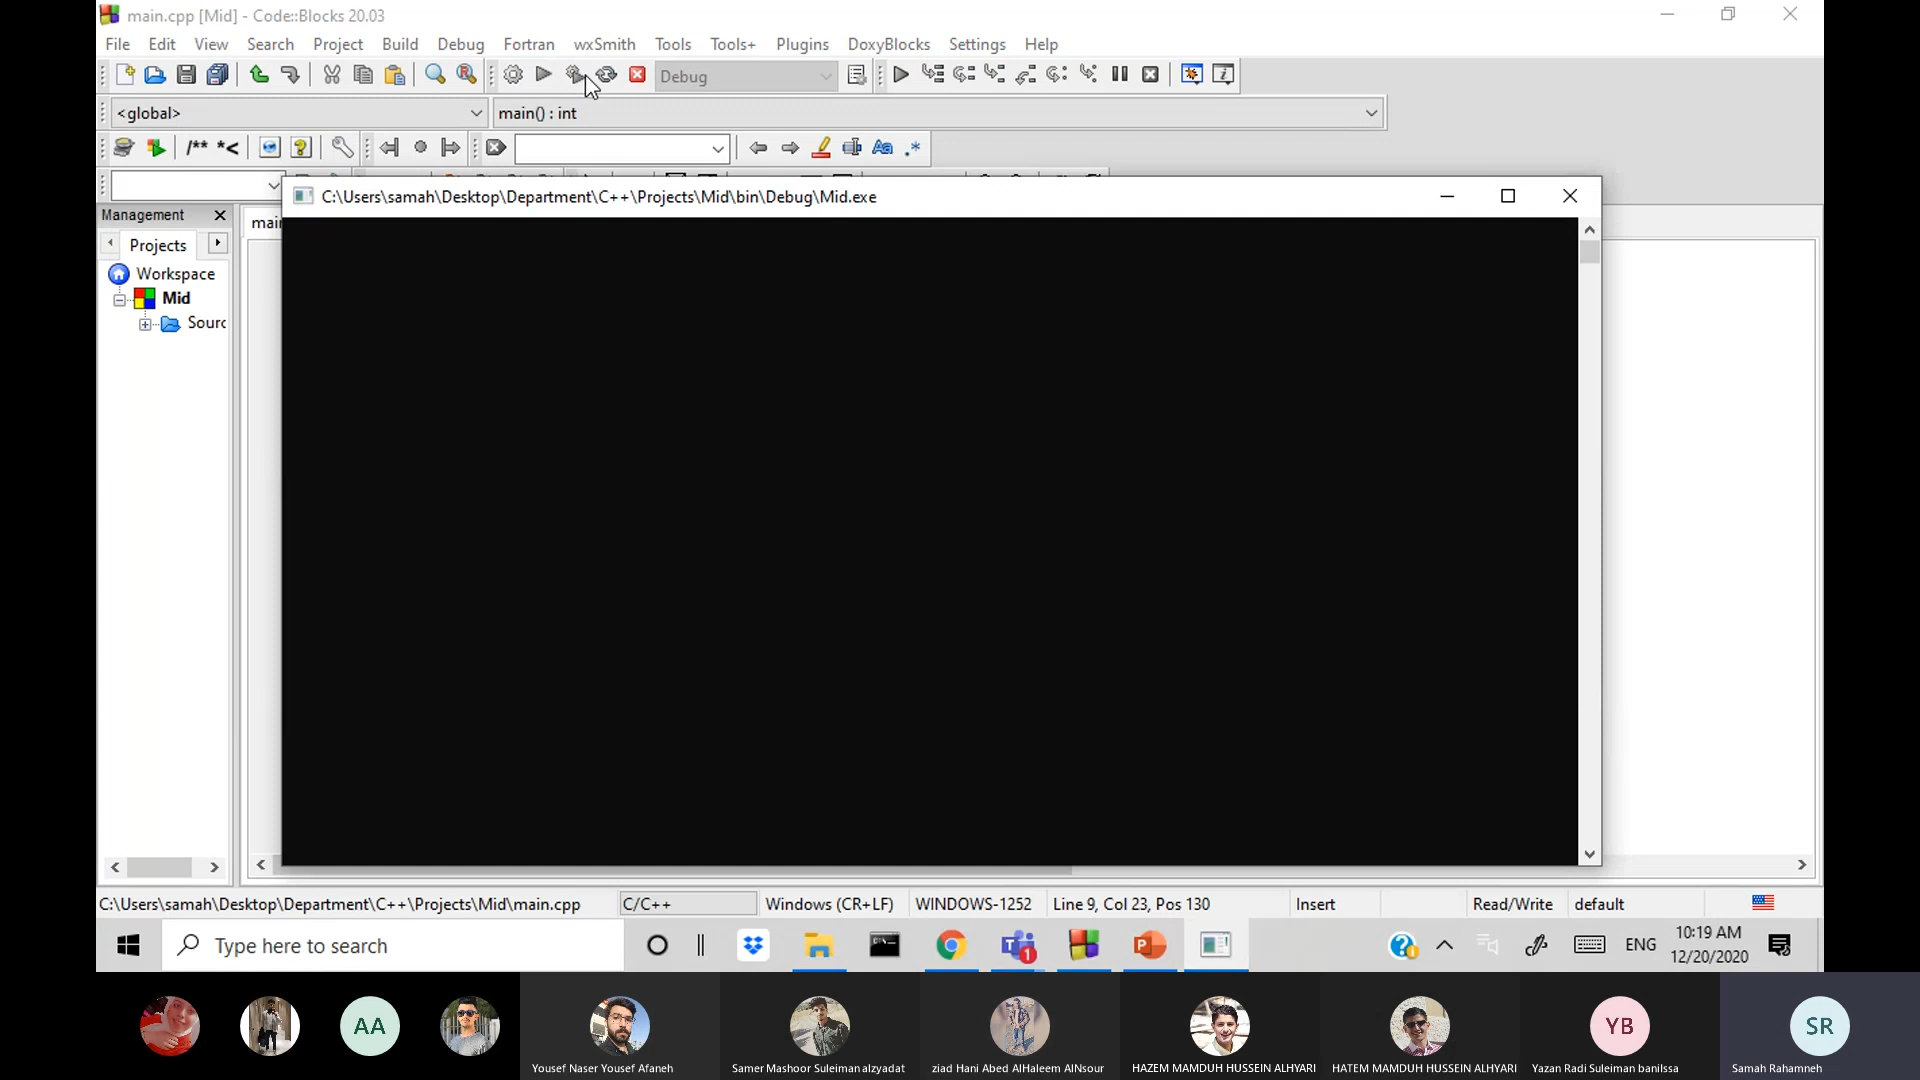 main.cpp [Mid] - Code::Blocks 20.03
File Edit View Search Project Build Debug Fortran wxSmith Tools Tools+ Plugins DoxyBlocks Settings Help
Debug
<global> main() : int
/** *<
Aa .*
C:\Users\samah\Desktop\Department\C++\Projects\Mid\bin\Debug\Mid.exe
Management
Projects
Workspace
Mid
Sourc
C:\Users\samah\Desktop\Department\C++\Projects\Mid\main.cpp C/C++ Windows (CR+LF) WINDOWS-1252 Line 9, Col 23, Pos 130 Insert Read/Write default
Type here to search
1
ENG
10:19 AM
12/20/2020
AA
YB
SR
Yousef Naser Yousef Afaneh
Samer Mashoor Suleiman alzyadat
ziad Hani Abed AlHaleem AlNsour
HAZEM MAMDUH HUSSEIN ALHYARI
HATEM MAMDUH HUSSEIN ALHYARI
Yazan Radi Suleiman baniIssa
Samah Rahamneh